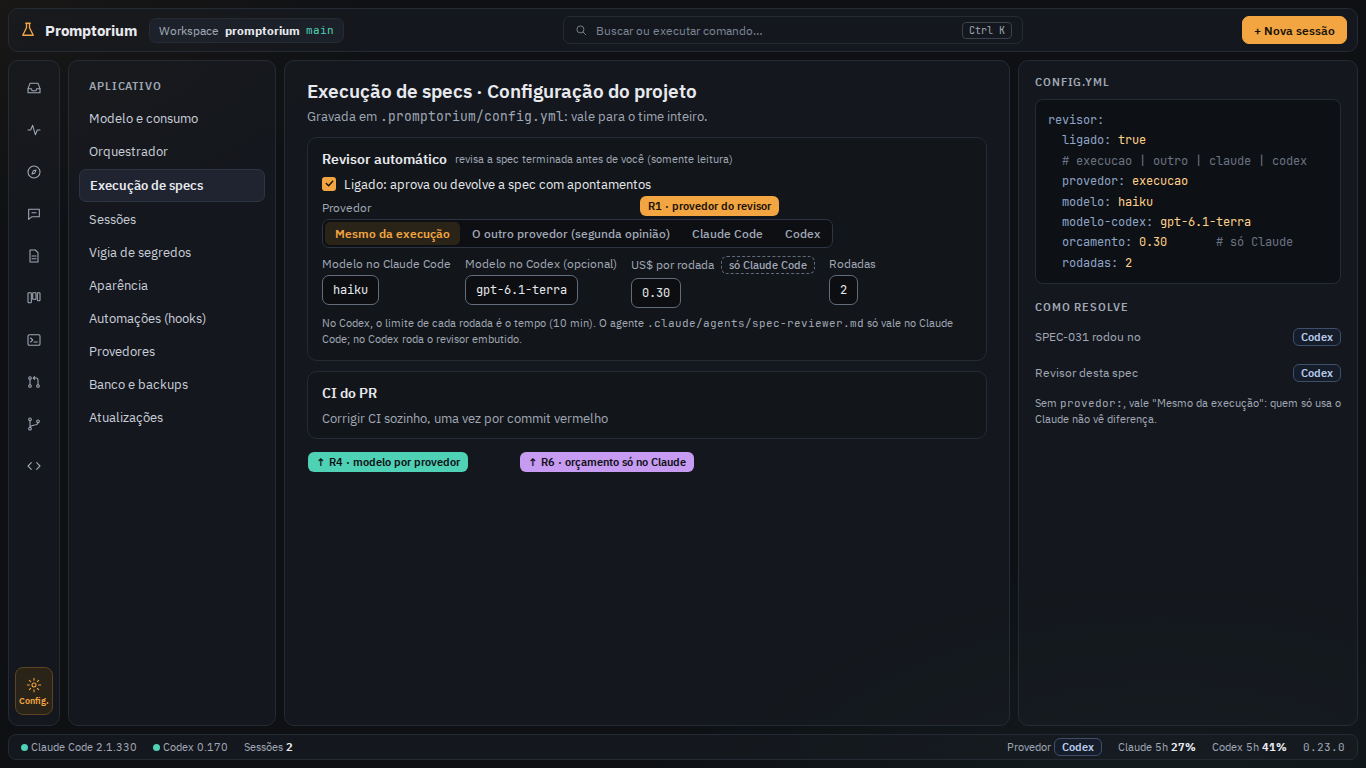 Promptorium
Workspace promptorium main
Buscar ou executar comando...
Ctrl K
+ Nova sessão
Config.
APLICATIVO
Modelo e consumo
Orquestrador
Execução de specs
Sessões
Vigia de segredos
Aparência
Automações (hooks)
Provedores
Banco e backups
Atualizações
Execução de specs · Configuração do projeto
Gravada em .promptorium/config.yml: vale para o time inteiro.
Revisor automático revisa a spec terminada antes de você (somente leitura)
Ligado: aprova ou devolve a spec com apontamentos
Provedor
R1 · provedor do revisor
Mesmo da execução O outro provedor (segunda opinião) Claude Code Codex
Modelo no Claude Code Modelo no Codex (opcional) US$ por rodada só Claude Code Rodadas
haiku gpt-6.1-terra 0.30 2
No Codex, o limite de cada rodada é o tempo (10 min). O agente .claude/agents/spec-reviewer.md só vale no Claude
Code; no Codex roda o revisor embutido.
CI do PR
Corrigir CI sozinho, uma vez por commit vermelho
↑ R4 · modelo por provedor
↑ R6 · orçamento só no Claude
CONFIG.YML
revisor:
ligado: true
# execucao | outro | claude | codex
provedor: execucao
modelo: haiku
modelo-codex: gpt-6.1-terra
orcamento: 0.30 # só Claude
rodadas: 2
COMO RESOLVE
SPEC-031 rodou no Codex
Revisor desta spec Codex
Sem provedor:, vale "Mesmo da execução": quem só usa o
Claude não vê diferença.
Claude Code 2.1.330 Codex 0.170 Sessões 2
Provedor Codex Claude 5h 27% Codex 5h 41% 0.23.0